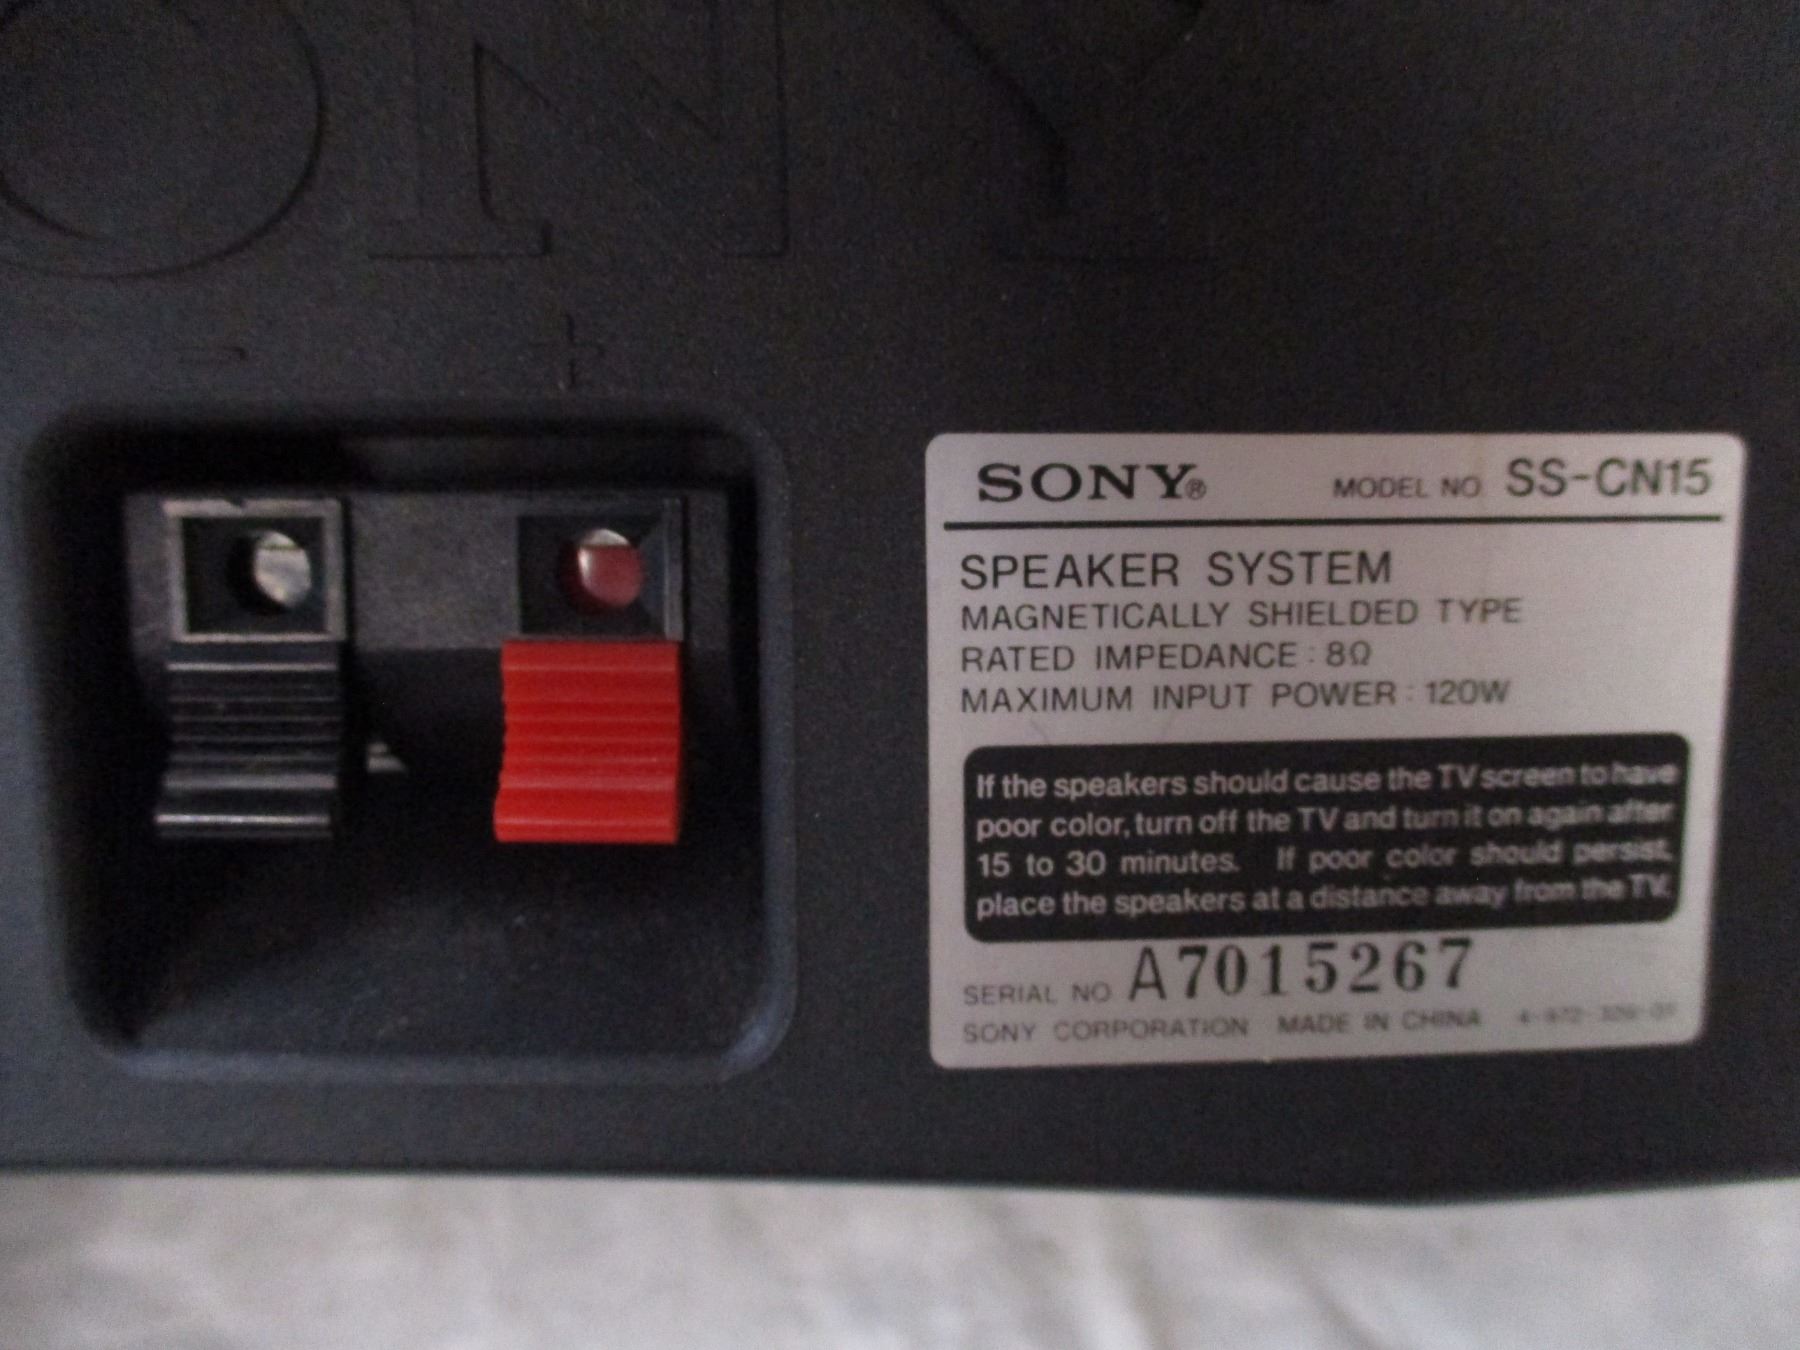 SONY
- +
SONY® MODEL NO. SS-CN15
SPEAKER SYSTEM
MAGNETICALLY SHIELDED TYPE
RATED IMPEDANCE : 8Ω
MAXIMUM INPUT POWER : 120W
If the speakers should cause the TV screen to have
poor color, turn off the TV and turn it on again after
15 to 30 minutes. If poor color should persist,
place the speakers at a distance away from the TV.
SERIAL NO. A7015267
SONY CORPORATION MADE IN CHINA